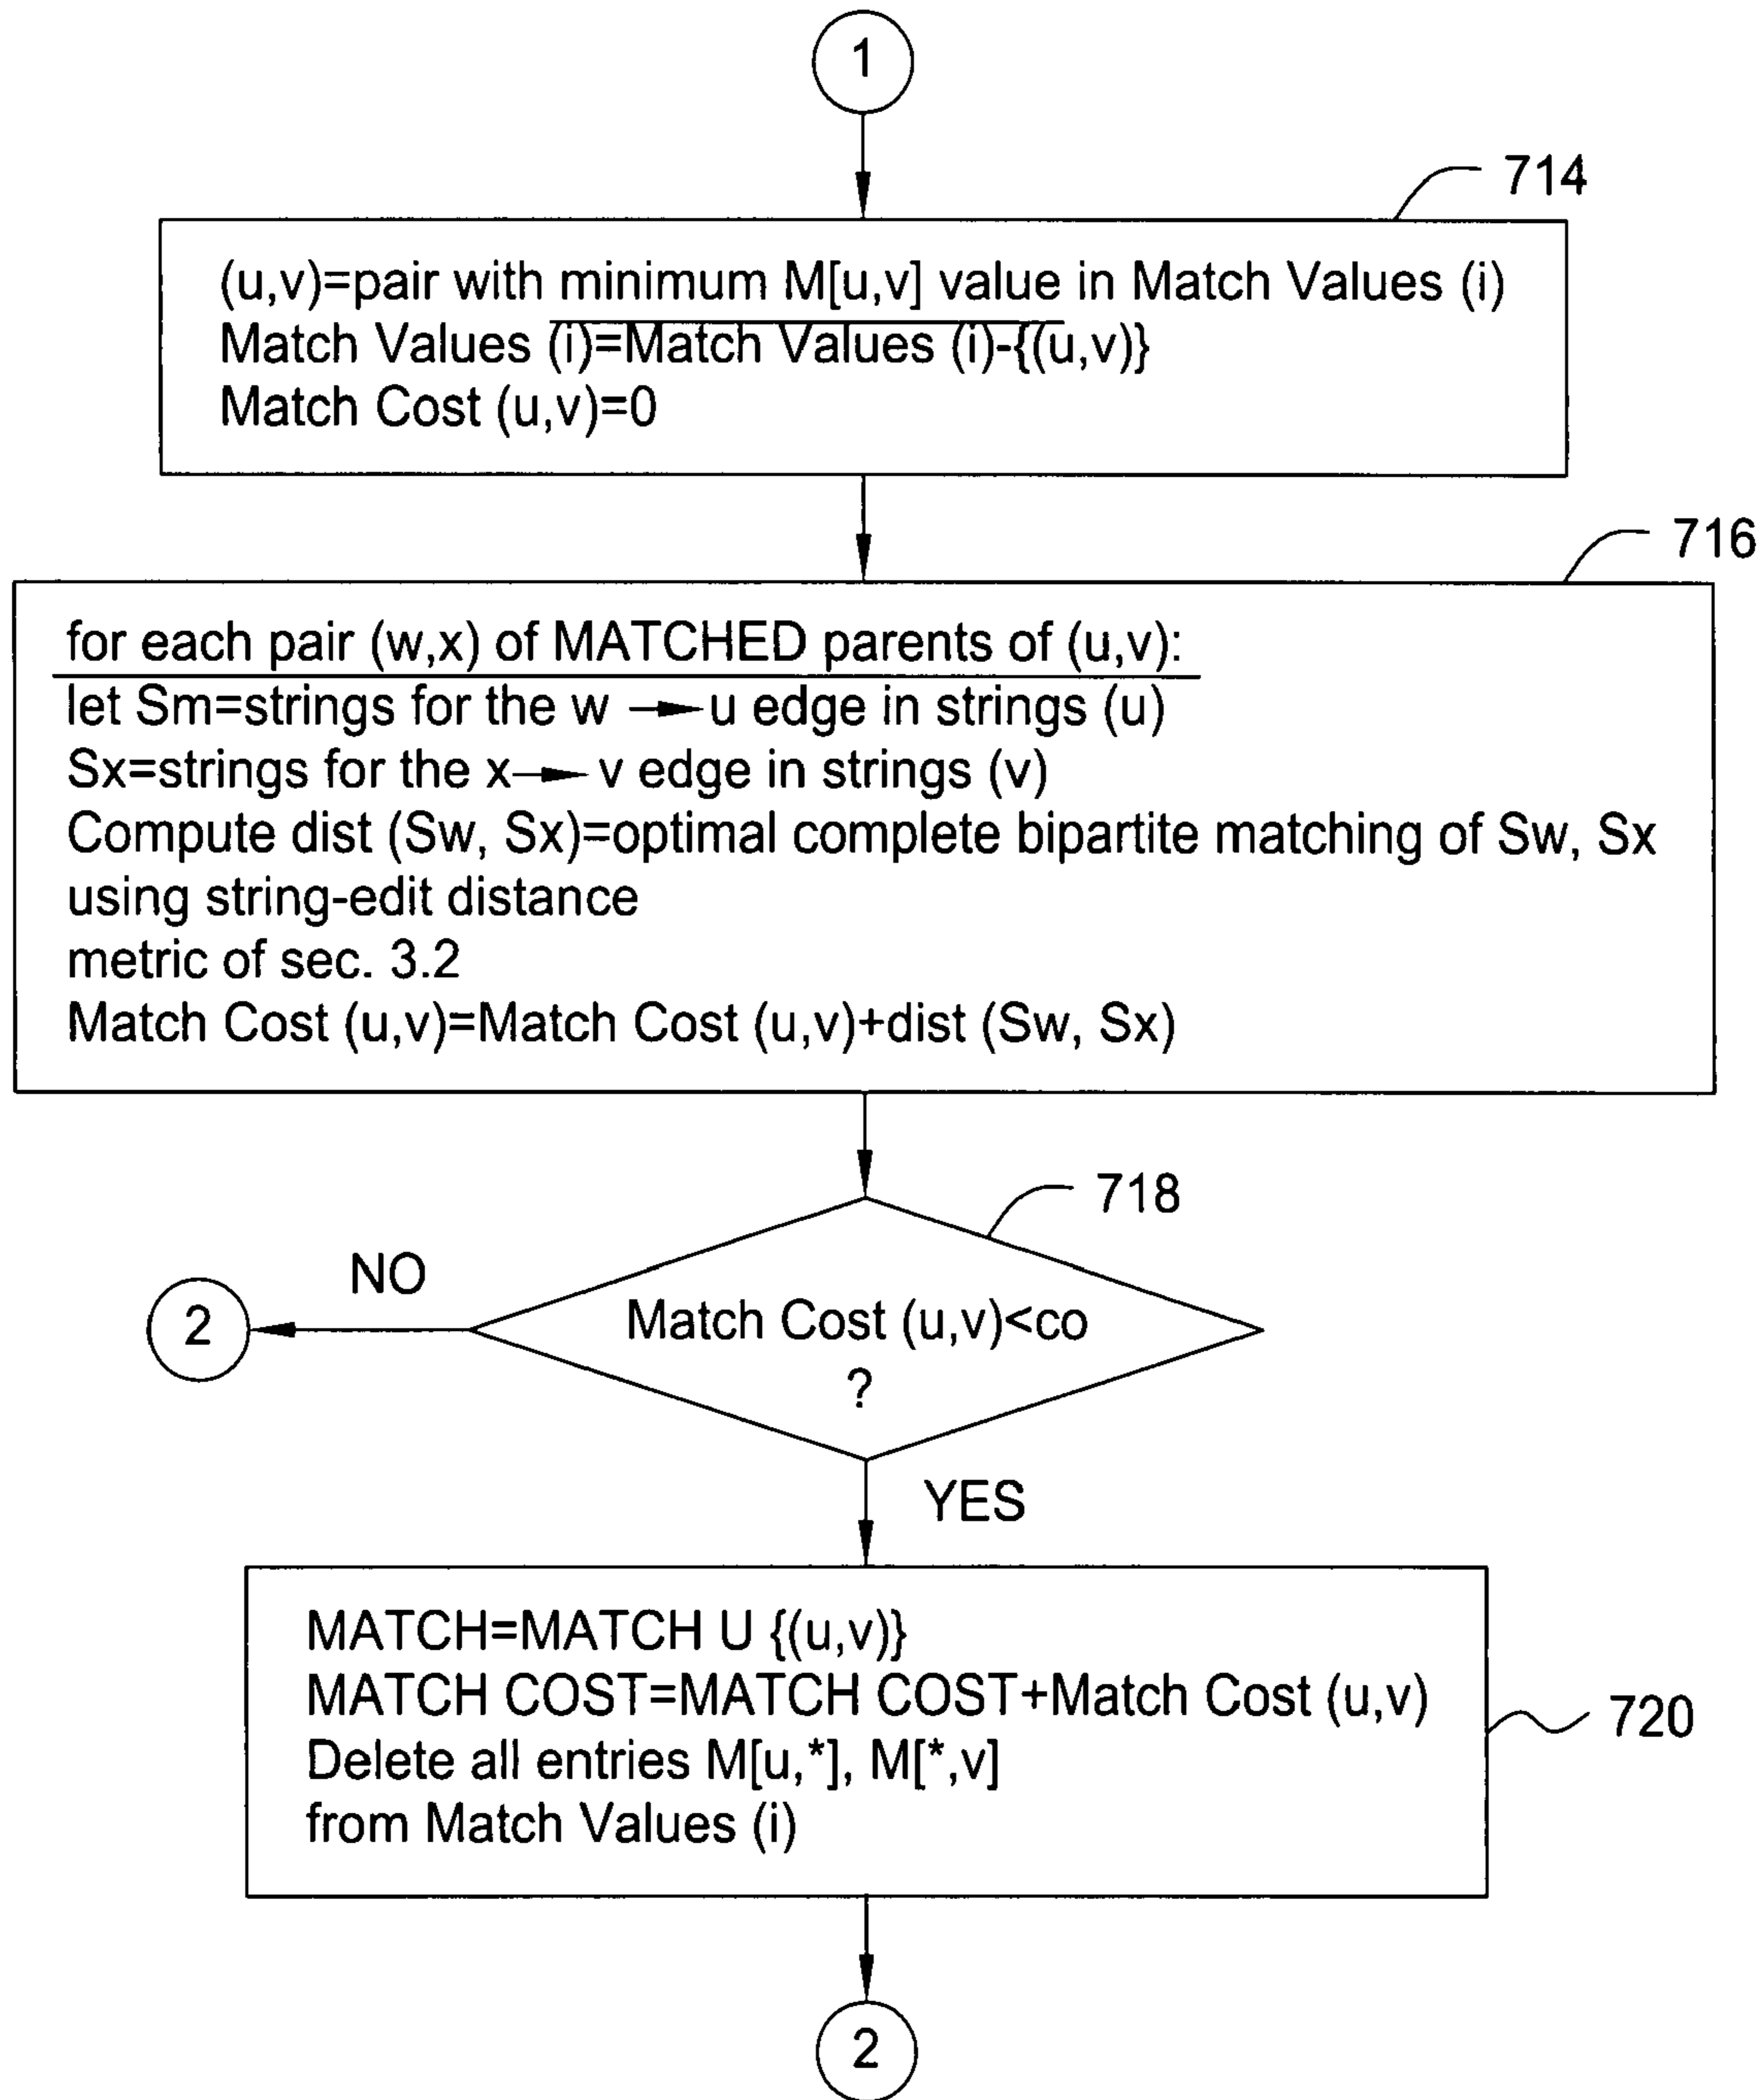 1
714
(u,v)=pair with minimum M[u,v] value in Match Values (i)
Match Values (i)=Match Values (i)-{(u,v)}
Match Cost (u,v)=0
716
for each pair (w,x) of MATCHED parents of (u,v):
let Sm=strings for the w → u edge in strings (u)
Sx=strings for the x → v edge in strings (v)
Compute dist (Sw, Sx)=optimal complete bipartite matching of Sw, Sx
using string-edit distance
metric of sec. 3.2
Match Cost (u,v)=Match Cost (u,v)+dist (Sw, Sx)
718
NO
2
Match Cost (u,v)<co
?
YES
MATCH=MATCH U {(u,v)}
MATCH COST=MATCH COST+Match Cost (u,v)
720
Delete all entries M[u,*], M[*,v]
from Match Values (i)
2